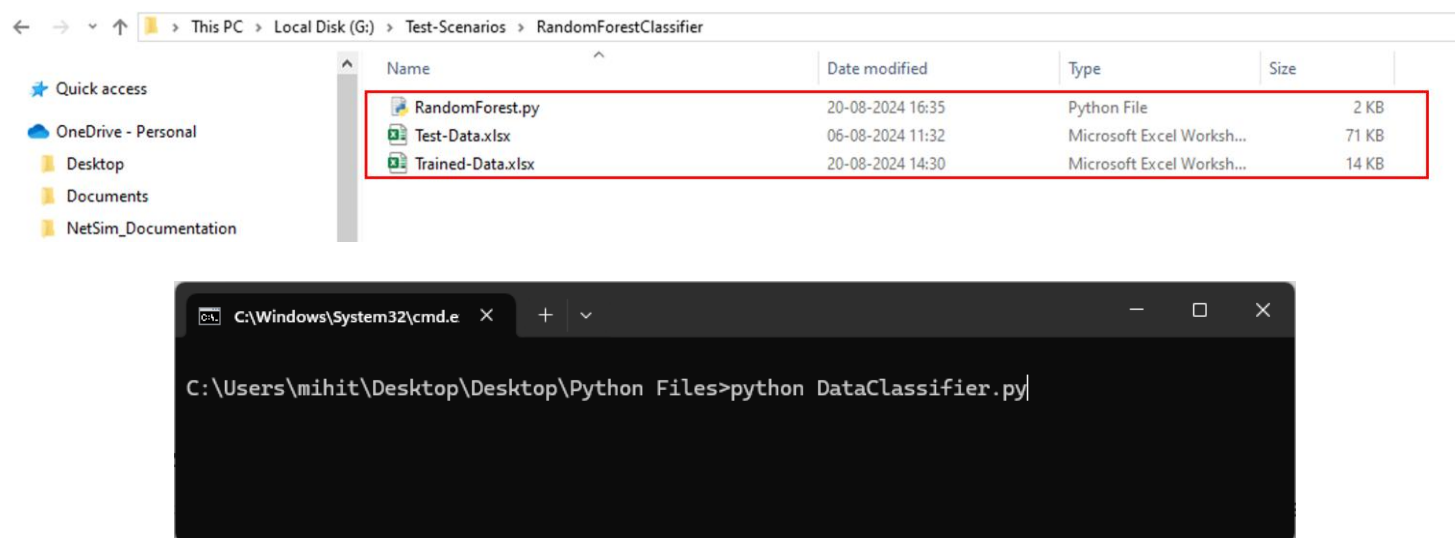 This PC > Local Disk (G:) > Test-Scenarios > RandomForestClassifier
Name Date modified Type Size
Quick access
RandomForest.py 20-08-2024 16:35 Python File 2 KB
OneDrive - Personal
Test-Data.xlsx 06-08-2024 11:32 Microsoft Excel Worksh... 71 KB
Desktop
Trained-Data.xlsx 20-08-2024 14:30 Microsoft Excel Worksh... 14 KB
Documents
NetSim_Documentation
C:\Windows\System32\cmd.e
C:\Users\mihit\Desktop\Desktop\Python Files>python DataClassifier.py